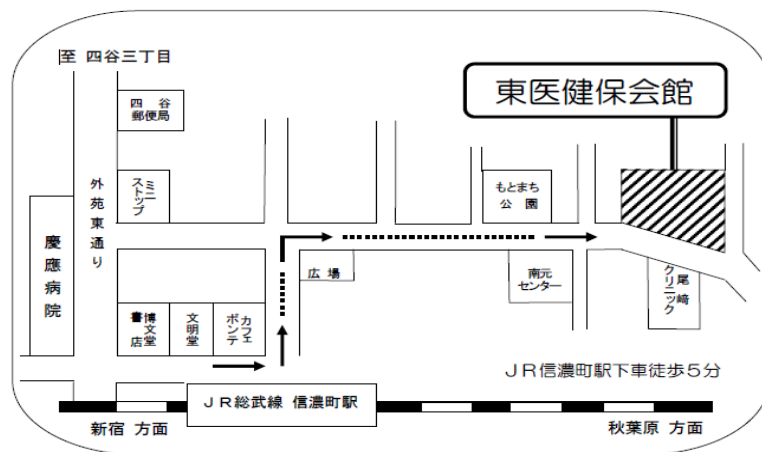 至 四谷三丁目
四 谷
郵便局
東医健保会館
ミニ
ストップ
もとまち
公園
外苑東通り
慶應病院
広場
南元
センター
尾崎
クリニック
博文堂
書店
文明堂
カフェ
ボンテ
JR信濃町駅下車徒歩5分
JR総武線 信濃町駅
新宿 方面
秋葉原 方面